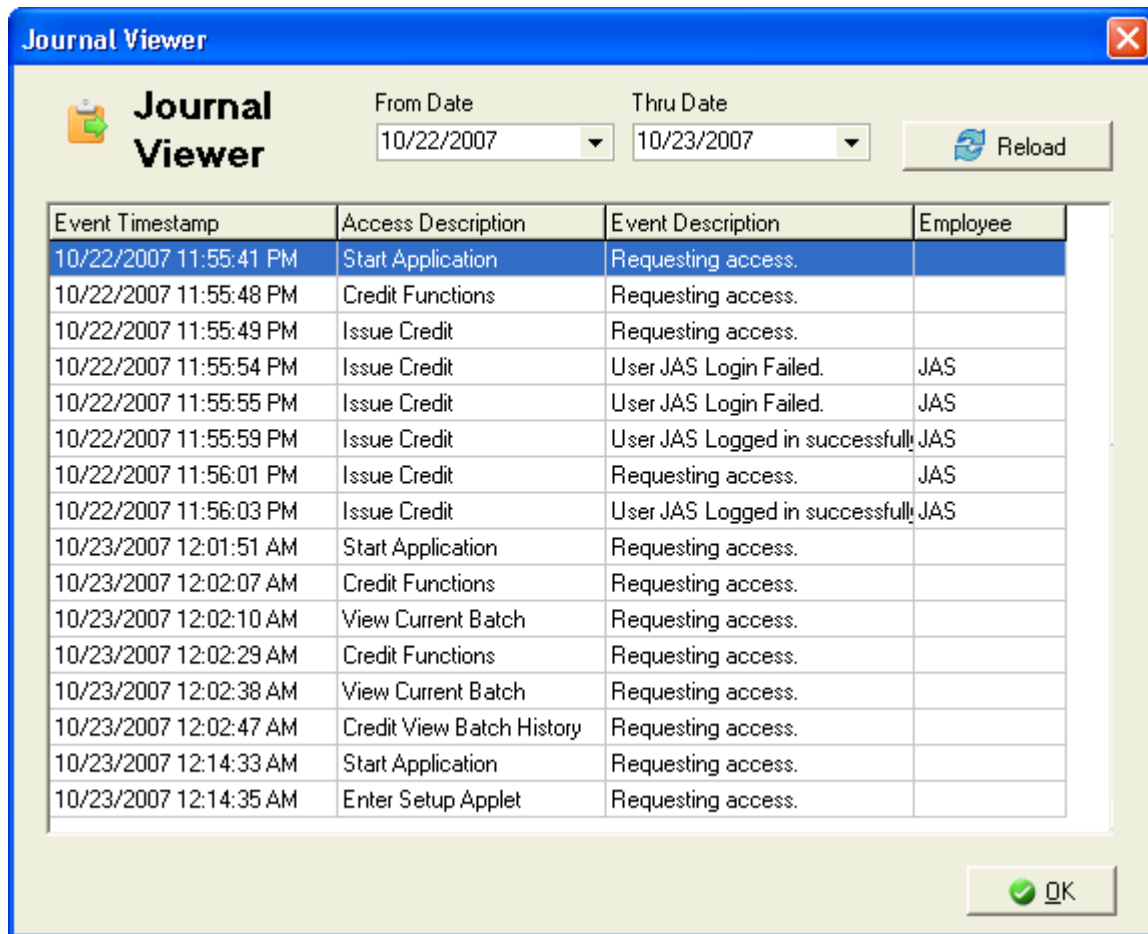 Journal Viewer
Journal
Viewer
From Date
Thru Date
10/22/2007
10/23/2007
Reload
Event Timestamp Access Description Event Description Employee
10/22/2007 11:55:41 PM Start Application Requesting access.
10/22/2007 11:55:48 PM Credit Functions Requesting access.
10/22/2007 11:55:49 PM Issue Credit Requesting access.
10/22/2007 11:55:54 PM Issue Credit User JAS Login Failed. JAS
10/22/2007 11:55:55 PM Issue Credit User JAS Login Failed. JAS
10/22/2007 11:55:59 PM Issue Credit User JAS Logged in successfully JAS
10/22/2007 11:56:01 PM Issue Credit Requesting access. JAS
10/22/2007 11:56:03 PM Issue Credit User JAS Logged in successfully JAS
10/23/2007 12:01:51 AM Start Application Requesting access.
10/23/2007 12:02:07 AM Credit Functions Requesting access.
10/23/2007 12:02:10 AM View Current Batch Requesting access.
10/23/2007 12:02:29 AM Credit Functions Requesting access.
10/23/2007 12:02:38 AM View Current Batch Requesting access.
10/23/2007 12:02:47 AM Credit View Batch History Requesting access.
10/23/2007 12:14:33 AM Start Application Requesting access.
10/23/2007 12:14:35 AM Enter Setup Applet Requesting access.
OK